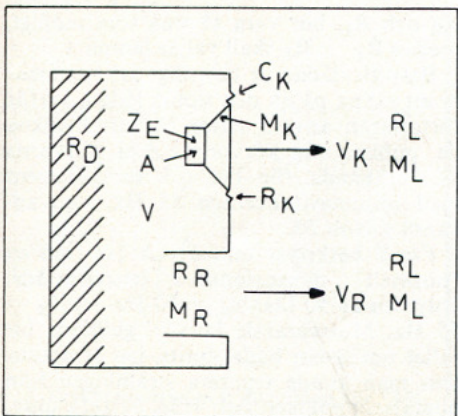 C_K
Z_E M_K R_L
R_D A V_K M_L
V R_K
R_R R_L
M_R V_R M_L